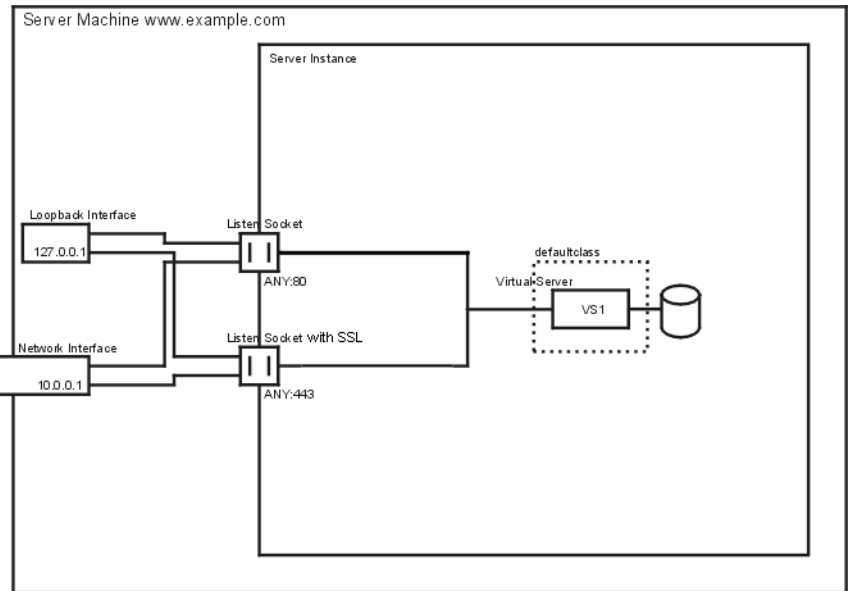 Server Machine www.example.com
Server Instance
Loopback Interface
127.0.0.1
Listen Socket
ANY:80
defaultclass
Virtual Server
VS1
Listen Socket with SSL
ANY:443
Network Interface
10.0.0.1